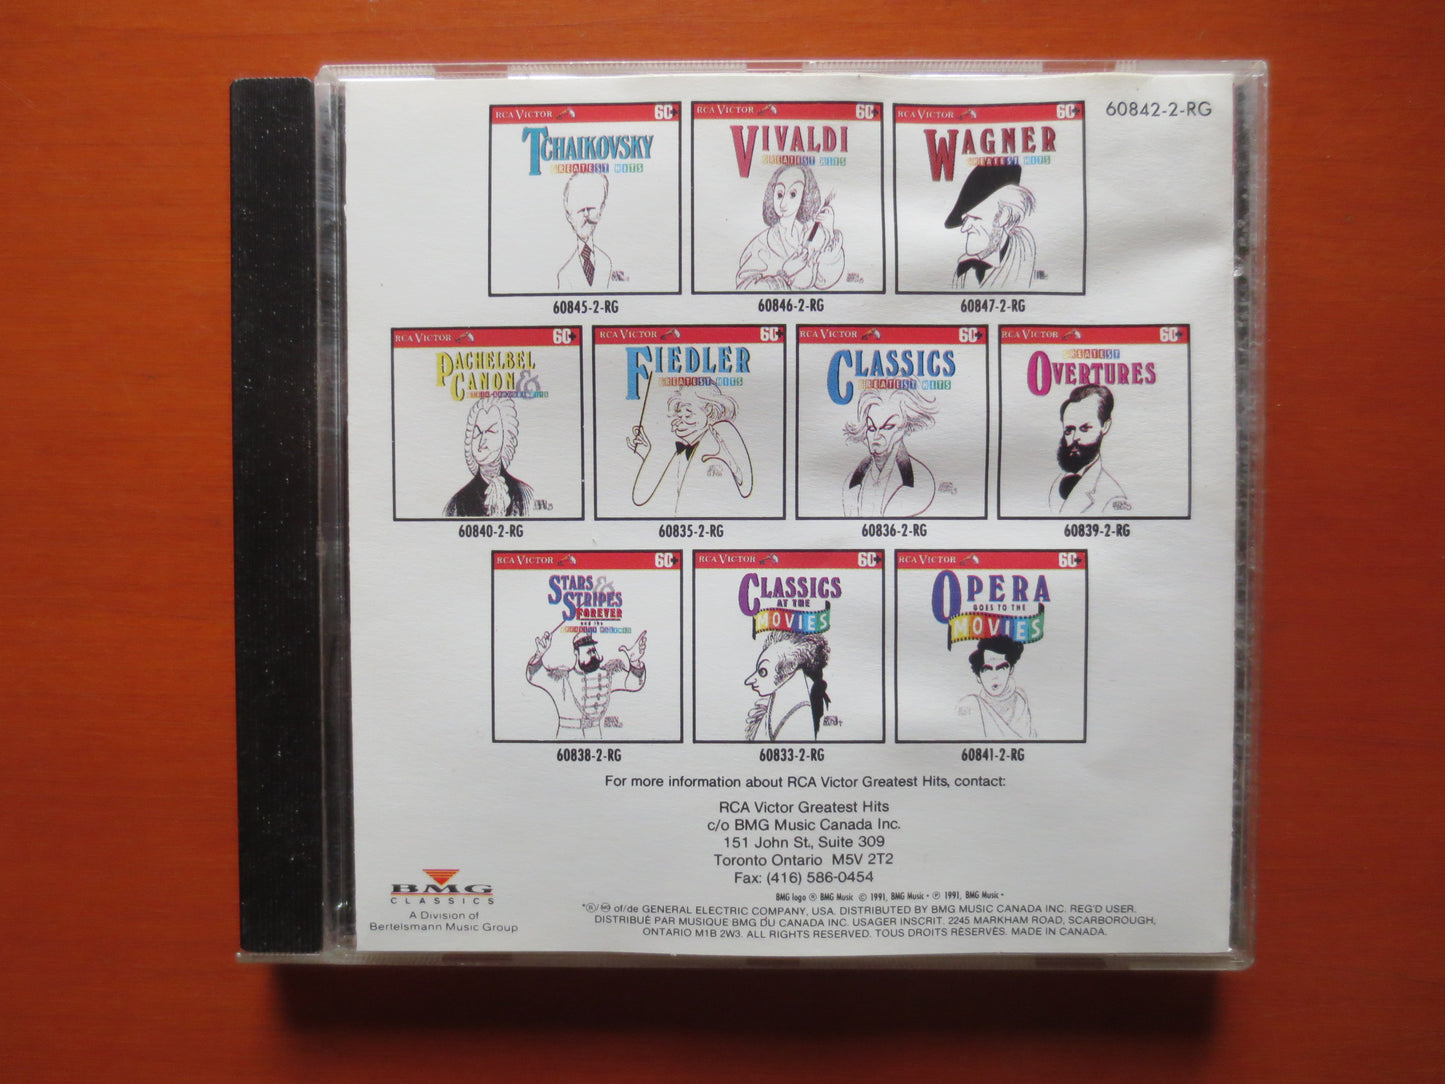 60842-2-RG
RCA VICTOR 60+
TCHAIKOVSKY
GREATEST HITS
60845-2-RG
RCA VICTOR 60+
VIVALDI
GREATEST HITS
60846-2-RG
RCA VICTOR 60+
WAGNER
GREATEST HITS
60847-2-RG
RCA VICTOR 60+
PACHELBEL
CANON &
60840-2-RG
RCA VICTOR 60+
FIEDLER
GREATEST HITS
60835-2-RG
RCA VICTOR 60+
CLASSICS
GREATEST HITS
60836-2-RG
RCA VICTOR 60+
GREATEST
OVERTURES
60839-2-RG
RCA VICTOR 60+
STARS &
STRIPES
FOREVER
and the
GREATEST MARCHES
60838-2-RG
RCA VICTOR 60+
CLASSICS
AT THE
MOVIES
60833-2-RG
RCA VICTOR 60+
OPERA
GOES TO THE
MOVIES
60841-2-RG
For more information about RCA Victor Greatest Hits, contact:
RCA Victor Greatest Hits
c/o BMG Music Canada Inc.
151 John St., Suite 309
Toronto Ontario M5V 2T2
Fax: (416) 586-0454
BMG logo ® BMG Music © 1991, BMG Music • ℗ 1991, BMG Music •
BMG
CLASSICS
A Division of
Bertelsmann Music Group
*®/ of/de GENERAL ELECTRIC COMPANY, USA. DISTRIBUTED BY BMG MUSIC CANADA INC. REG'D USER.
DISTRIBUÉ PAR MUSIQUE BMG DU CANADA INC. USAGER INSCRIT. 2245 MARKHAM ROAD, SCARBOROUGH,
ONTARIO M1B 2W3. ALL RIGHTS RESERVED. TOUS DROITS RÉSERVÉS. MADE IN CANADA.